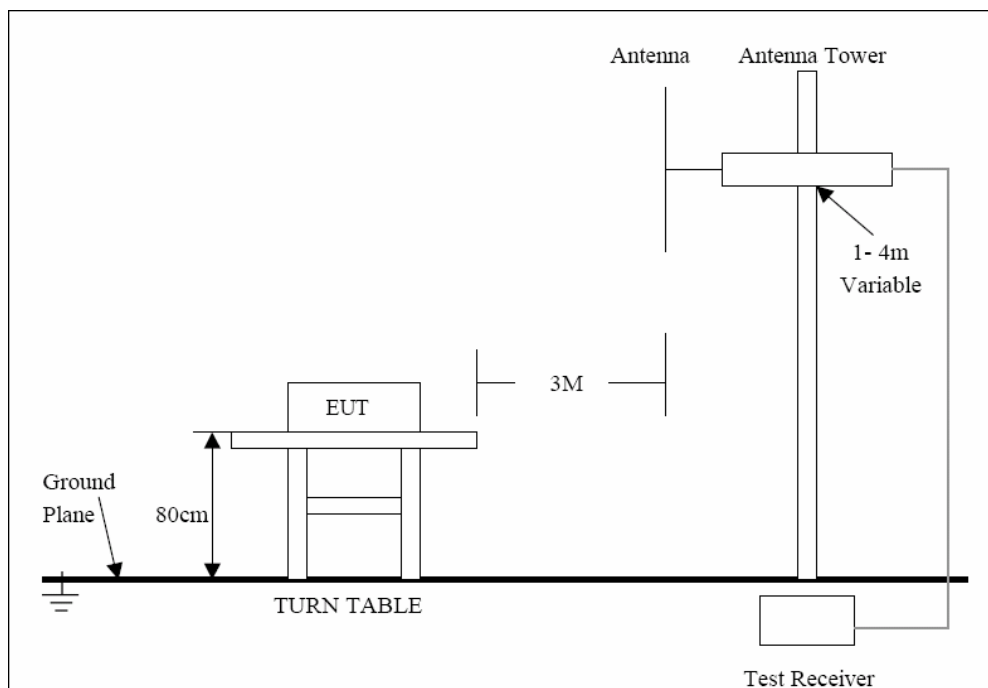 Antenna
Antenna Tower
1- 4m
Variable
3M
EUT
Ground
Plane
80cm
TURN TABLE
Test Receiver